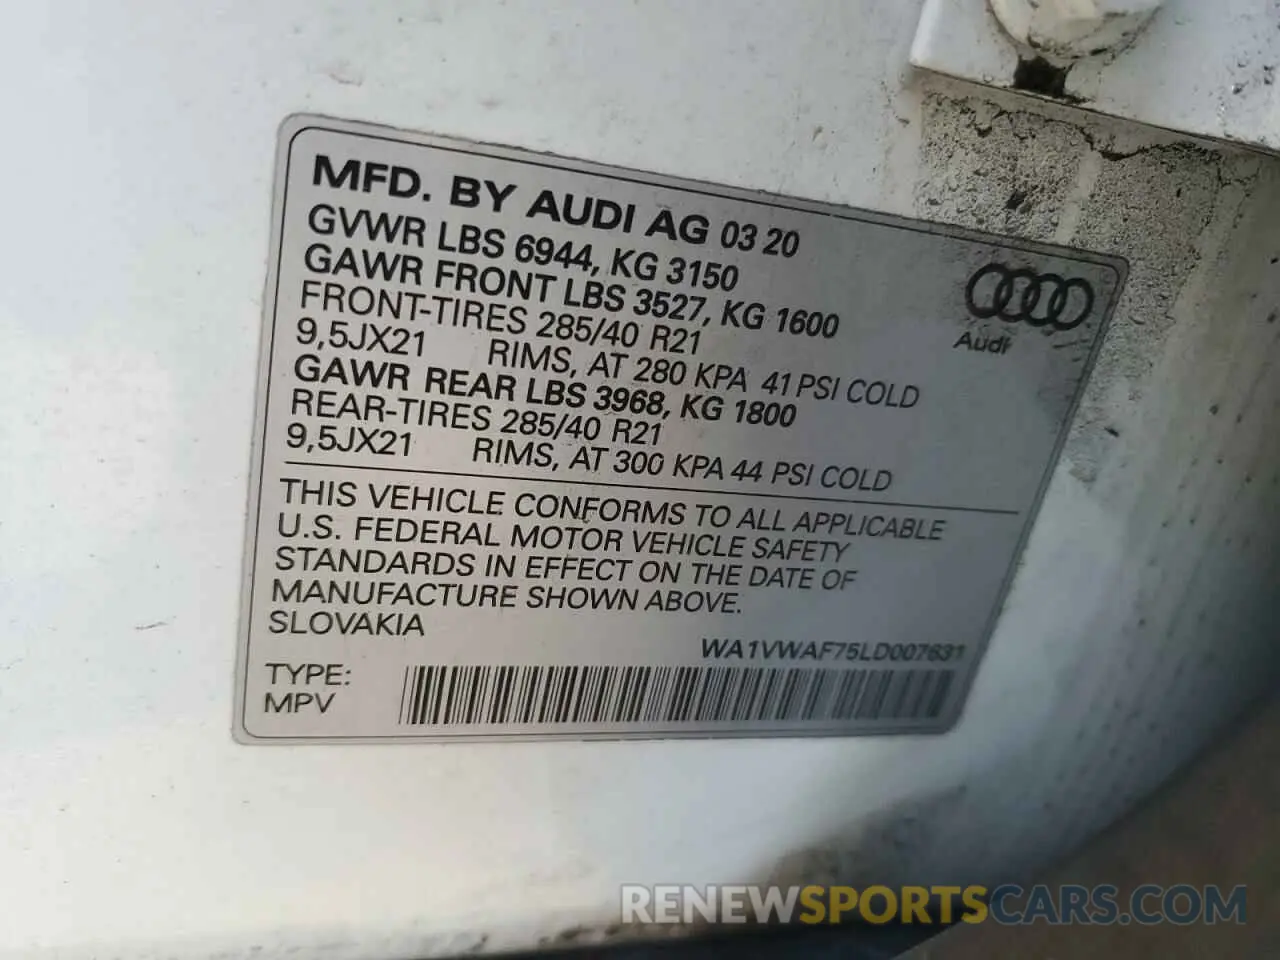 MFD. BY AUDI AG 03 20
GVWR LBS 6944, KG 3150
GAWR FRONT LBS 3527, KG 1600
FRONT-TIRES 285/40 R21
9,5JX21 RIMS, AT 280 KPA 41 PSI COLD
GAWR REAR LBS 3968, KG 1800
REAR-TIRES 285/40 R21
9,5JX21 RIMS, AT 300 KPA 44 PSI COLD
Audi
THIS VEHICLE CONFORMS TO ALL APPLICABLE
U.S. FEDERAL MOTOR VEHICLE SAFETY
STANDARDS IN EFFECT ON THE DATE OF
MANUFACTURE SHOWN ABOVE.
SLOVAKIA
WA1VWAF75LD007631
TYPE:
MPV
RENEWSPORTSCARS.COM